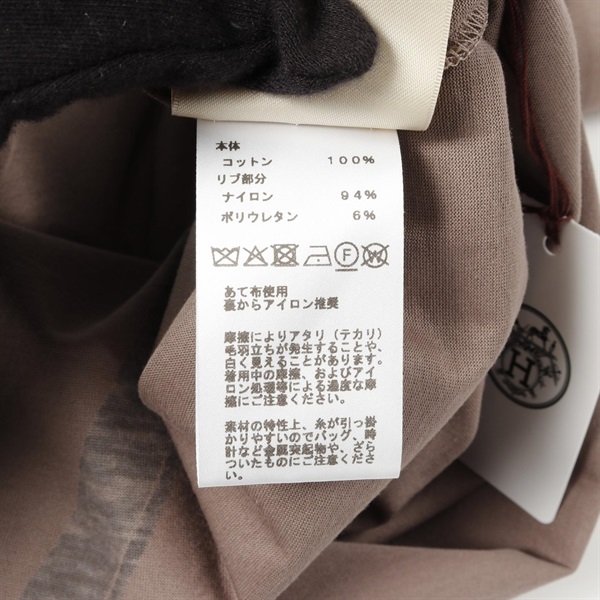 本体
コットン 100%
リブ部分
ナイロン 94%
ポリウレタン 6%
F W
あて布使用
裏からアイロン推奨
摩擦によりアタリ(テカリ)
毛羽立ちが発生することや、
白く見えることがあります。
着用中の摩擦、およびアイ
ロン処理等による過度な摩
擦にご注意ください。
素材の特性上、糸が引っ掛
かりやすいのでバッグ、時
計など金属突起物や、ざら
ついたものにご注意くださ
い。
H